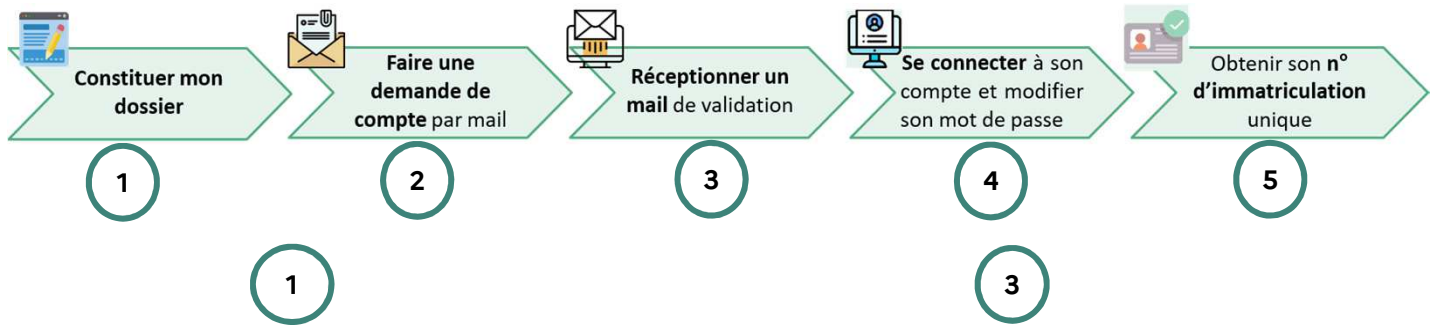 Constituer mon
dossier
Faire une
demande de
compte par mail
Réceptionner un
mail de validation
Se connecter à son
compte et modifier
son mot de passe
Obtenir son n°
d'immatriculation
unique
1
2
3
4
5
1
3